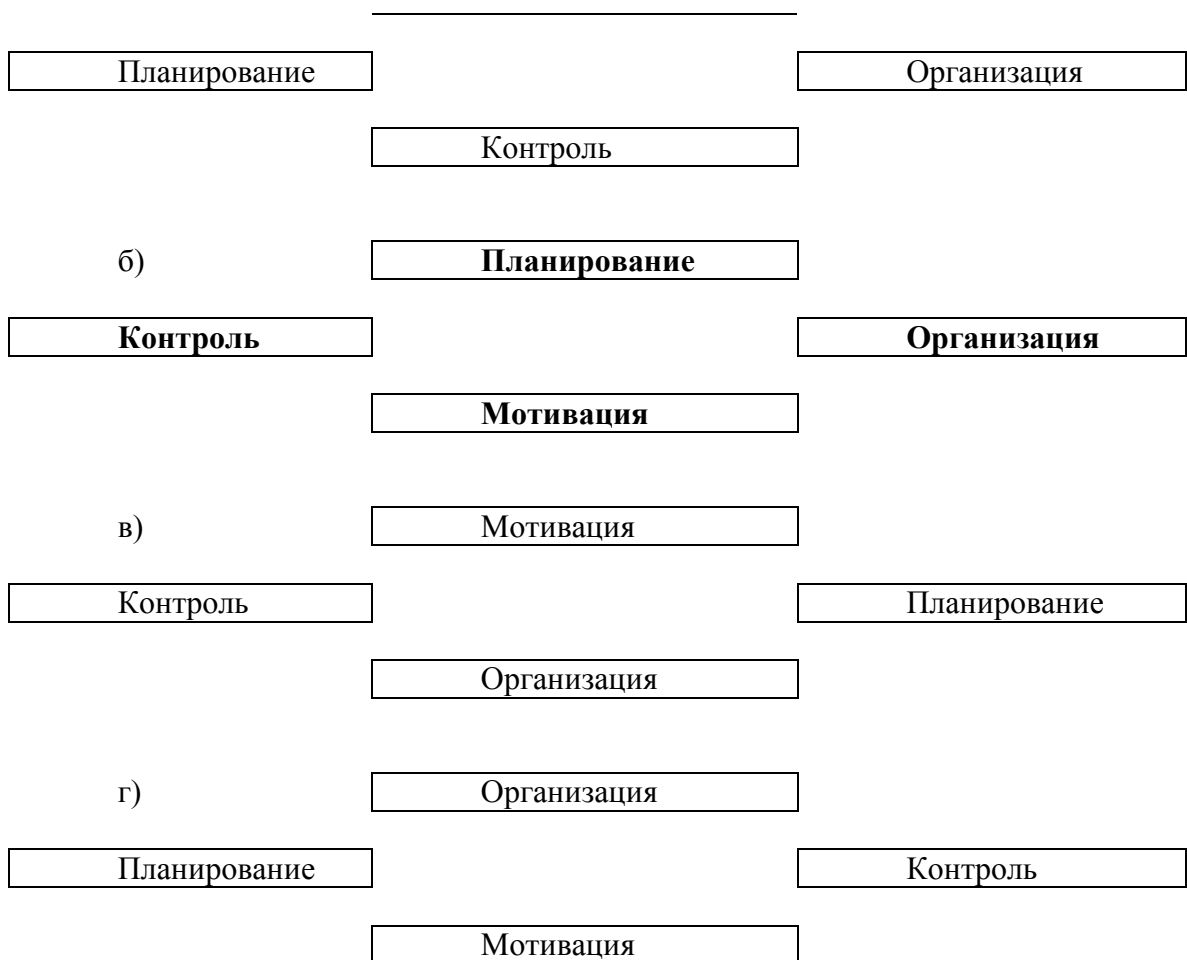 Планирование Организация
Контроль
б) Планирование
Контроль Организация
Мотивация
в) Мотивация
Контроль Планирование
Организация
г) Организация
Планирование Контроль
Мотивация